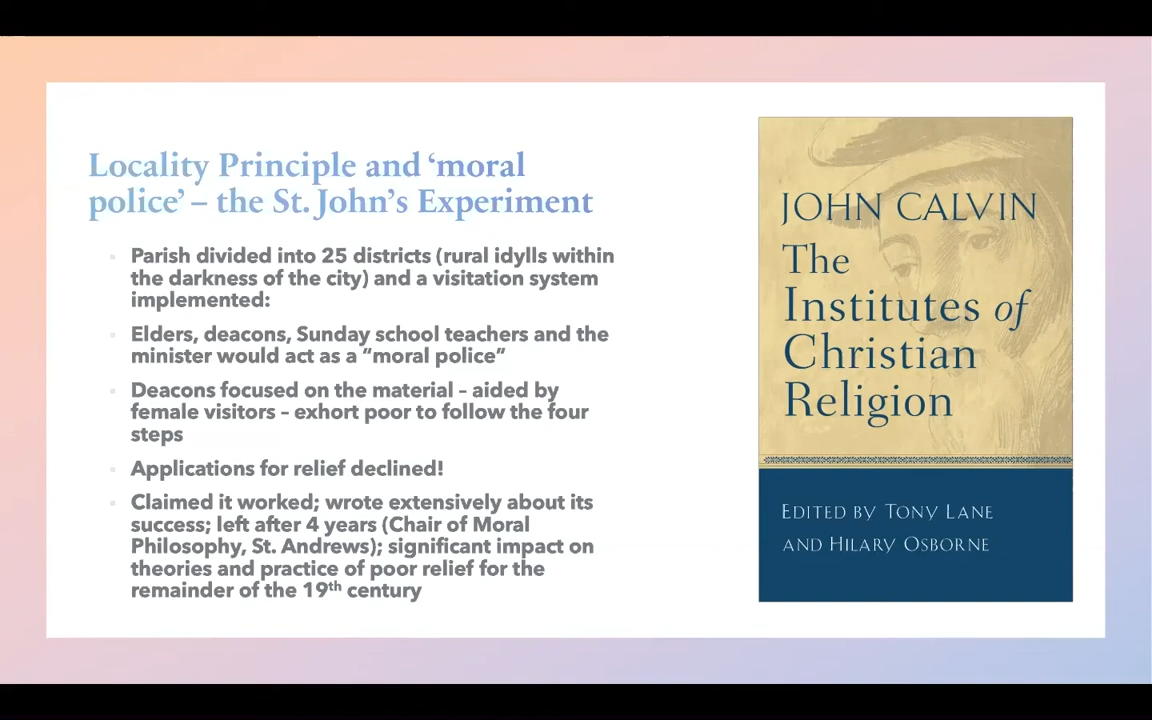 Locality Principle and ‘moral
police’ – the St. John’s Experiment
Parish divided into 25 districts (rural idylls within
the darkness of the city) and a visitation system
implemented:
Elders, deacons, Sunday school teachers and the
minister would act as a “moral police”
Deacons focused on the material – aided by
female visitors – exhort poor to follow the four
steps
Applications for relief declined!
Claimed it worked; wrote extensively about its
success; left after 4 years (Chair of Moral
Philosophy, St. Andrews); significant impact on
theories and practice of poor relief for the
remainder of the 19th century
JOHN CALVIN
The
Institutes of
Christian
Religion
EDITED BY TONY LANE
AND HILARY OSBORNE